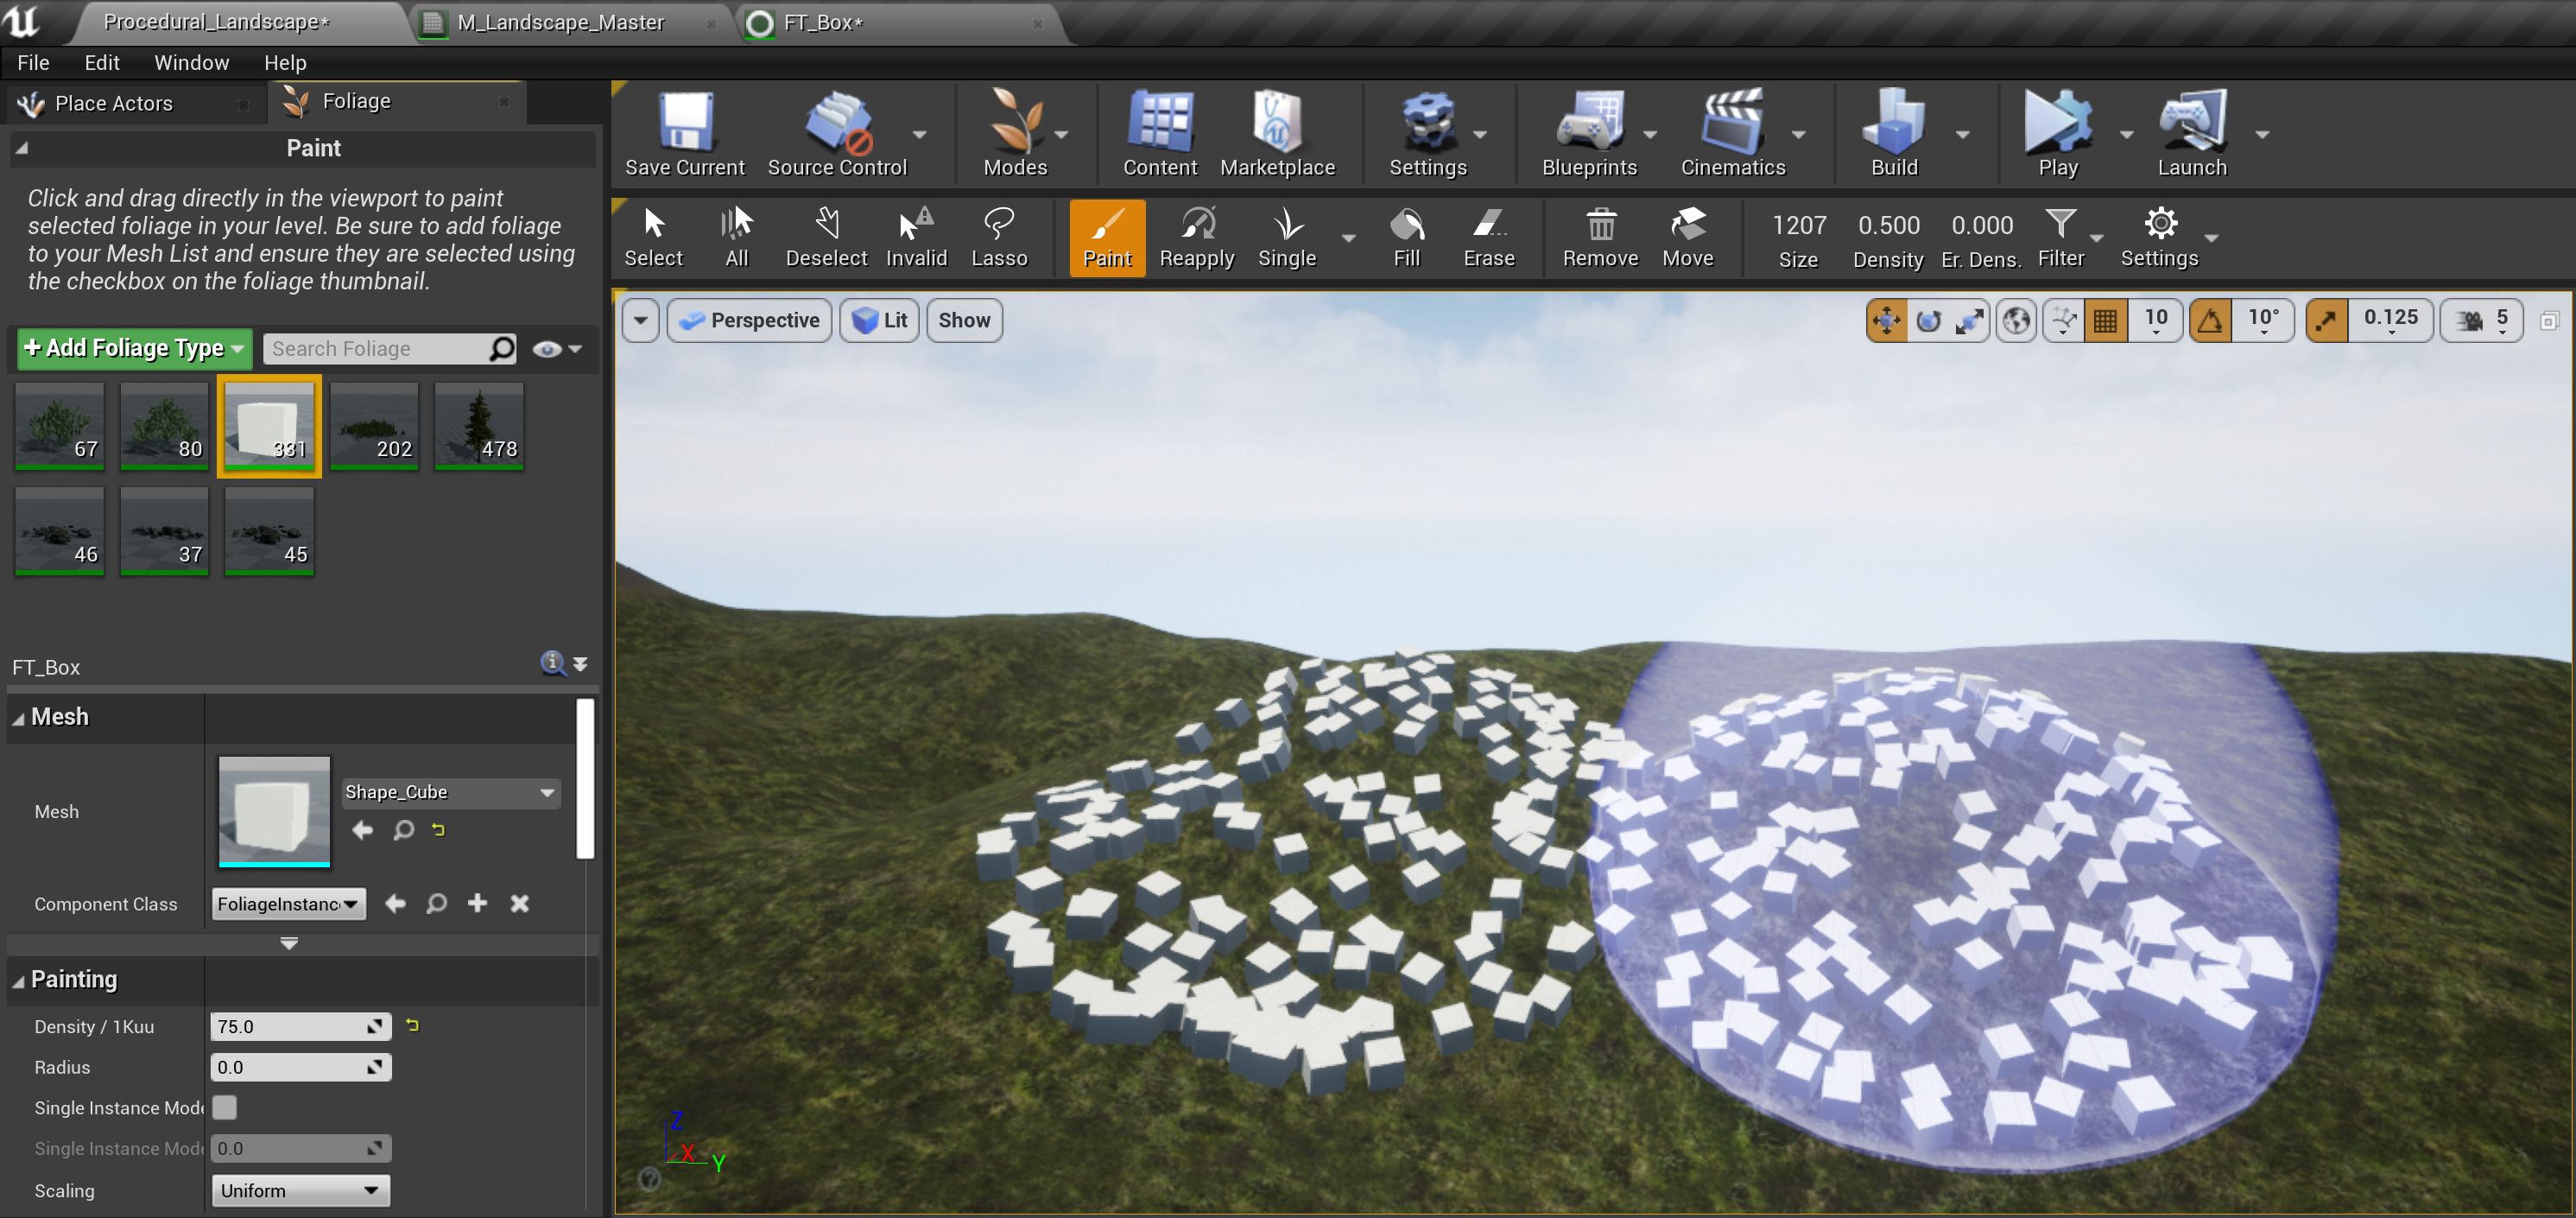 Procedural_Landscape*
M_Landscape_Master
FT_Box*
File Edit Window Help
Place Actors
Foliage
Paint
Click and drag directly in the viewport to paint
selected foliage in your level. Be sure to add foliage
to your Mesh List and ensure they are selected using
the checkbox on the foliage thumbnail.
+ Add Foliage Type
Search Foliage
67 80 331 202 478
46 37 45
FT_Box
Mesh
Mesh
Shape_Cube
Component Class
FoliageInstanc
Painting
Density / 1Kuu
75.0
Radius
0.0
Single Instance Mode
Single Instance Mode
0.0
Scaling
Uniform
Save Current
Source Control
Modes
Content
Marketplace
Settings
Blueprints
Cinematics
Build
Play
Launch
Select
All
Deselect
Invalid
Lasso
Paint
Reapply
Single
Fill
Erase
Remove
Move
1207
Size
0.500
Density
0.000
Er. Dens.
Filter
Settings
Perspective
Lit
Show
10
10°
0.125
5
Z
X
Y